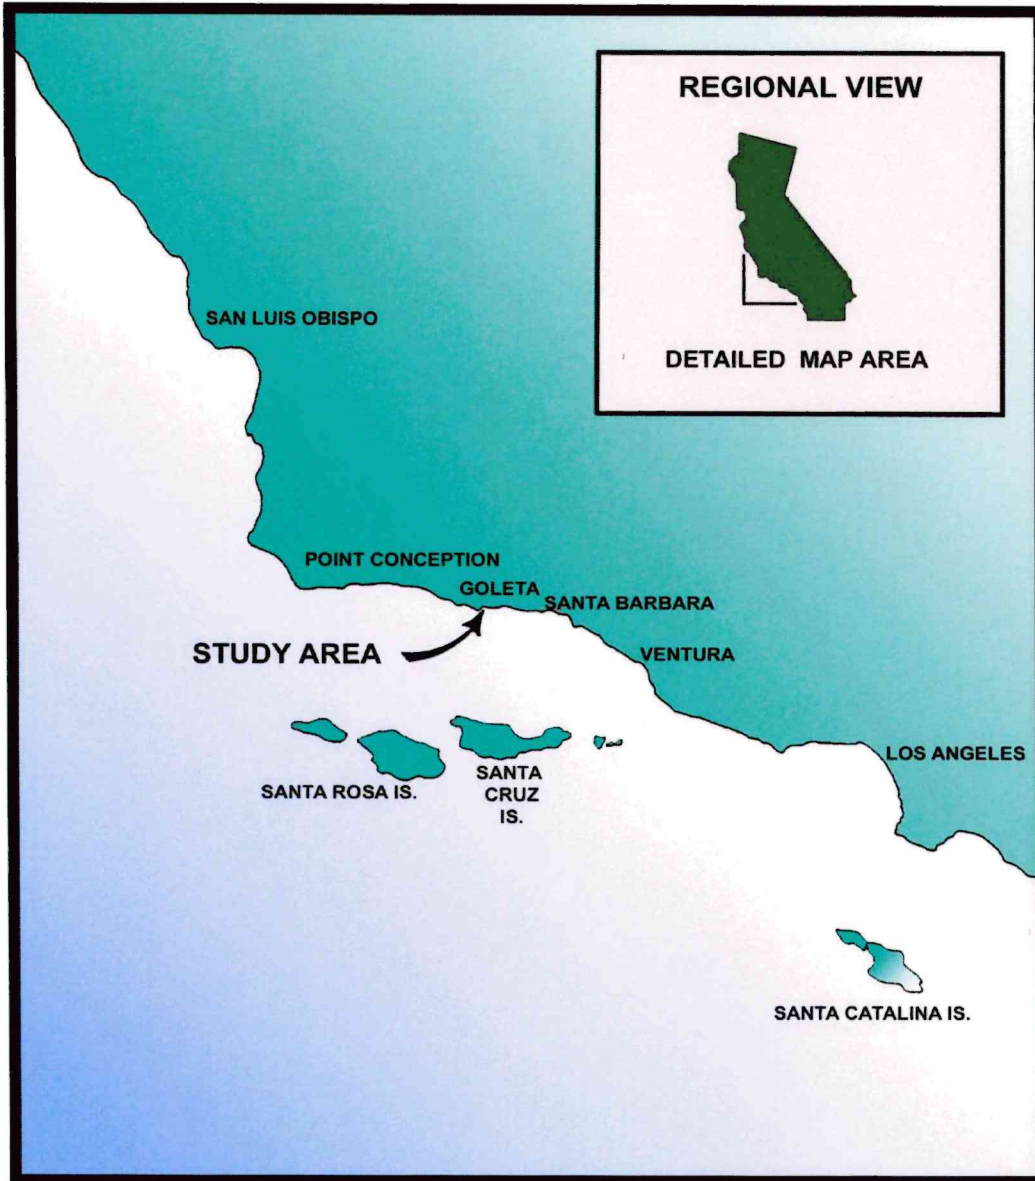 REGIONAL VIEW
DETAILED MAP AREA
SAN LUIS OBISPO
POINT CONCEPTION
GOLETA
SANTA BARBARA
STUDY AREA
VENTURA
LOS ANGELES
SANTA ROSA IS.
SANTA
CRUZ
IS.
SANTA CATALINA IS.